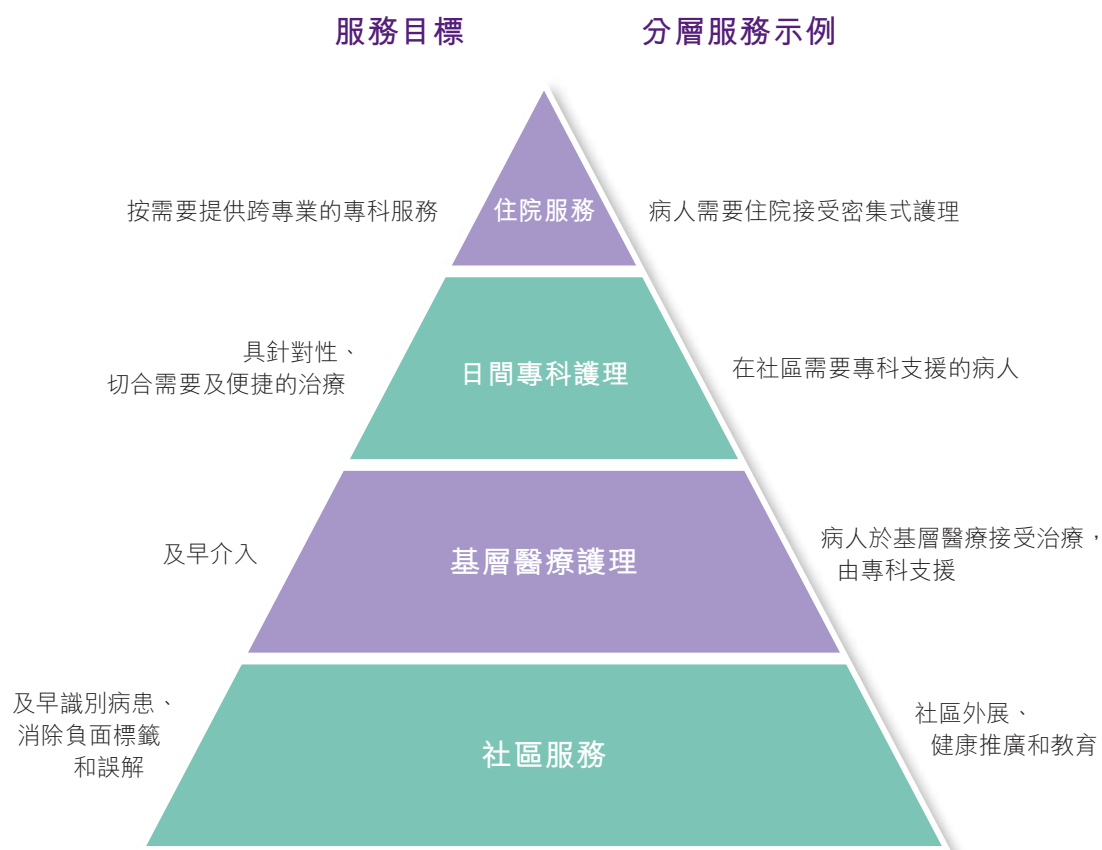 服務目標
分層服務示例
按需要提供跨專業的專科服務
住院服務
病人需要住院接受密集式護理
具針對性、
切合需要及便捷的治療
日間專科護理
在社區需要專科支援的病人
及早介入
基層醫療護理
病人於基層醫療接受治療，
由專科支援
及早識別病患、
消除負面標籤
和誤解
社區服務
社區外展、
健康推廣和教育